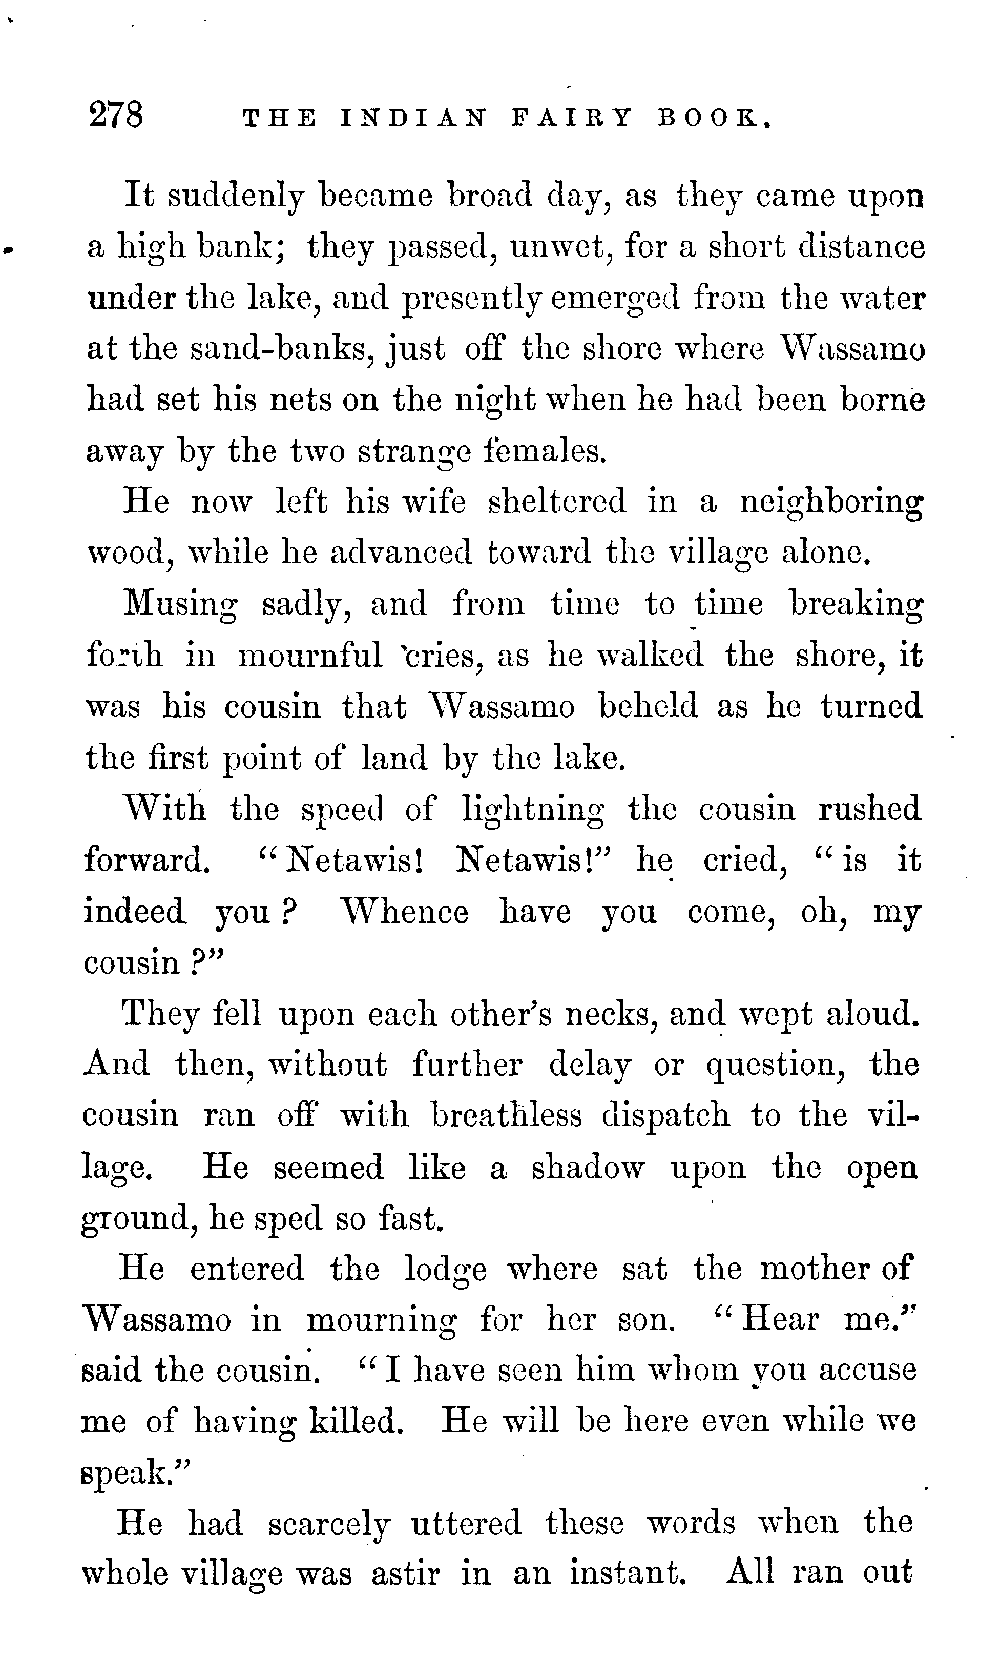 278 THE INDIAN FAIRY BOOK.
It suddenly became broad day, as they came upon
a high bank; they passed, unwet, for a short distance
under the lake, and presently emerged from the water
at the sand-banks, just off the shore where Wassamo
had set his nets on the night when he had been borne
away by the two strange females.
He now left his wife sheltered in a neighboring
wood, while he advanced toward the village alone.
Musing sadly, and from time to time breaking
forth in mournful cries, as he walked the shore, it
was his cousin that Wassamo beheld as he turned
the first point of land by the lake.
With the speed of lightning the cousin rushed
forward. "Netawis! Netawis!" he cried, "is it
indeed you? Whence have you come, oh, my
cousin?"
They fell upon each other's necks, and wept aloud.
And then, without further delay or question, the
cousin ran off with breathless dispatch to the vil-
lage. He seemed like a shadow upon the open
ground, he sped so fast.
He entered the lodge where sat the mother of
Wassamo in mourning for her son. "Hear me."
said the cousin. "I have seen him whom you accuse
me of having killed. He will be here even while we
speak."
He had scarcely uttered these words when the
whole village was astir in an instant. All ran out